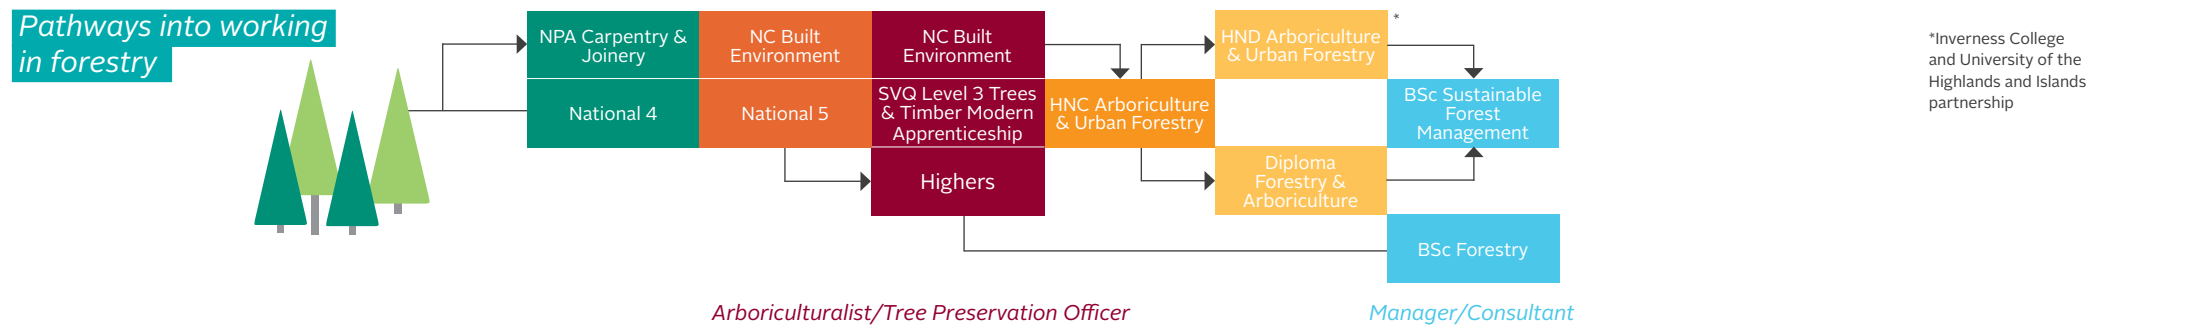 Pathways into working
in forestry
NPA Carpentry &
Joinery
NC Built
Environment
NC Built
Environment
HND Arboriculture
& Urban Forestry
*
*Inverness College
and University of the
Highlands and Islands
partnership
National 4
National 5
SVQ Level 3 Trees
& Timber Modern
Apprenticeship
HNC Arboriculture
& Urban Forestry
BSc Sustainable
Forest
Management
Highers
Diploma
Forestry &
Arboriculture
BSc Forestry
Arboriculturalist/Tree Preservation Officer
Manager/Consultant